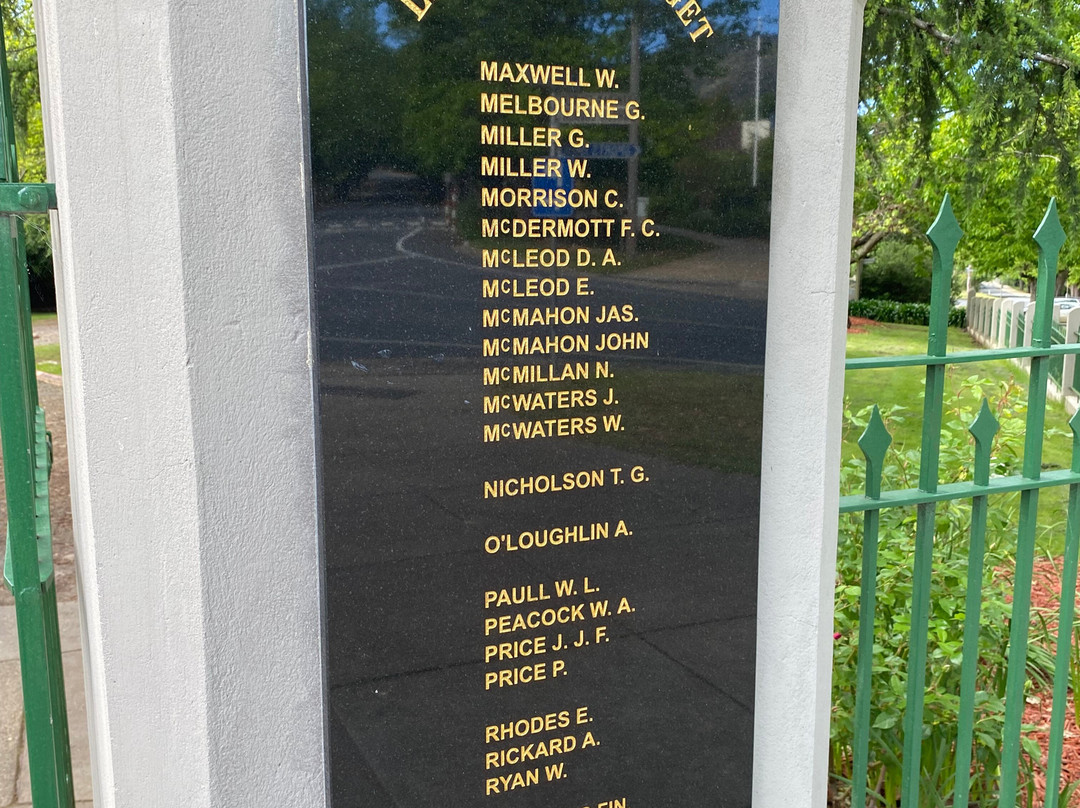 MAXWELL W.
MELBOURNE G.
MILLER G.
MILLER W.
MORRISON C.
McDERMOTT F. C.
McLEOD D. A.
McLEOD E.
McMAHON JAS.
McMAHON JOHN
McMILLAN N.
McWATERS J.
McWATERS W.
NICHOLSON T. G.
O'LOUGHLIN A.
PAULL W. L.
PEACOCK W. A.
PRICE J. J. F.
PRICE P.
RHODES E.
RICKARD A.
RYAN W.